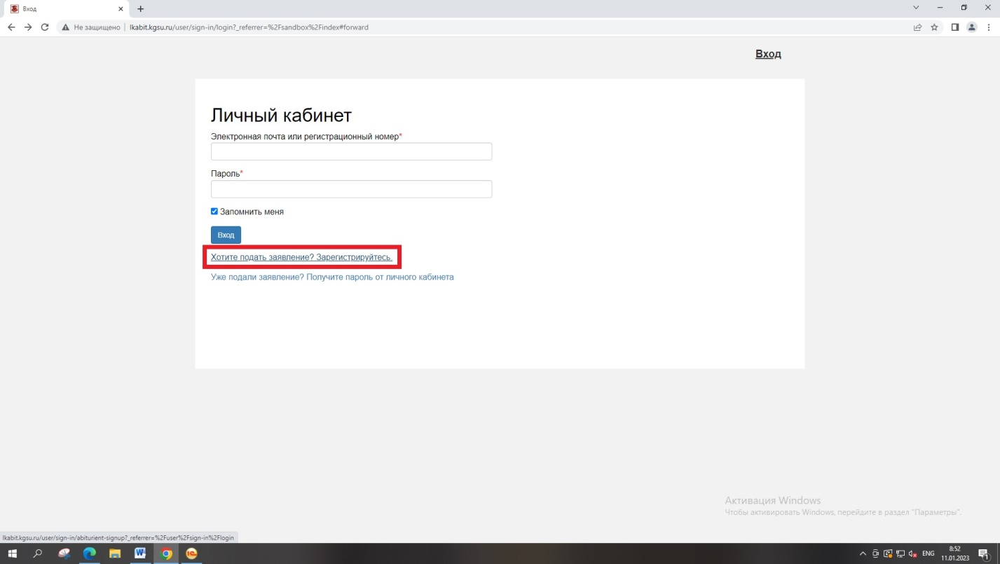 Вход
Не защищено
lkabit.kgsu.ru/user/sign-in/login?_referrer=%2Fsandbox%2Findex#forward
Вход
Личный кабинет
Электронная почта или регистрационный номер*
Пароль*
Запомнить меня
Вход
Хотите подать заявление? Зарегистрируйтесь.
Уже подали заявление? Получите пароль от личного кабинета
Активация Windows
Чтобы активировать Windows, перейдите в раздел "Параметры".
lkabit.kgsu.ru/user/sign-in/abiturient-signup?_referrer=%2Fuser%2Fsign-in%2Flogin
ENG
8:52
11.01.2023
1